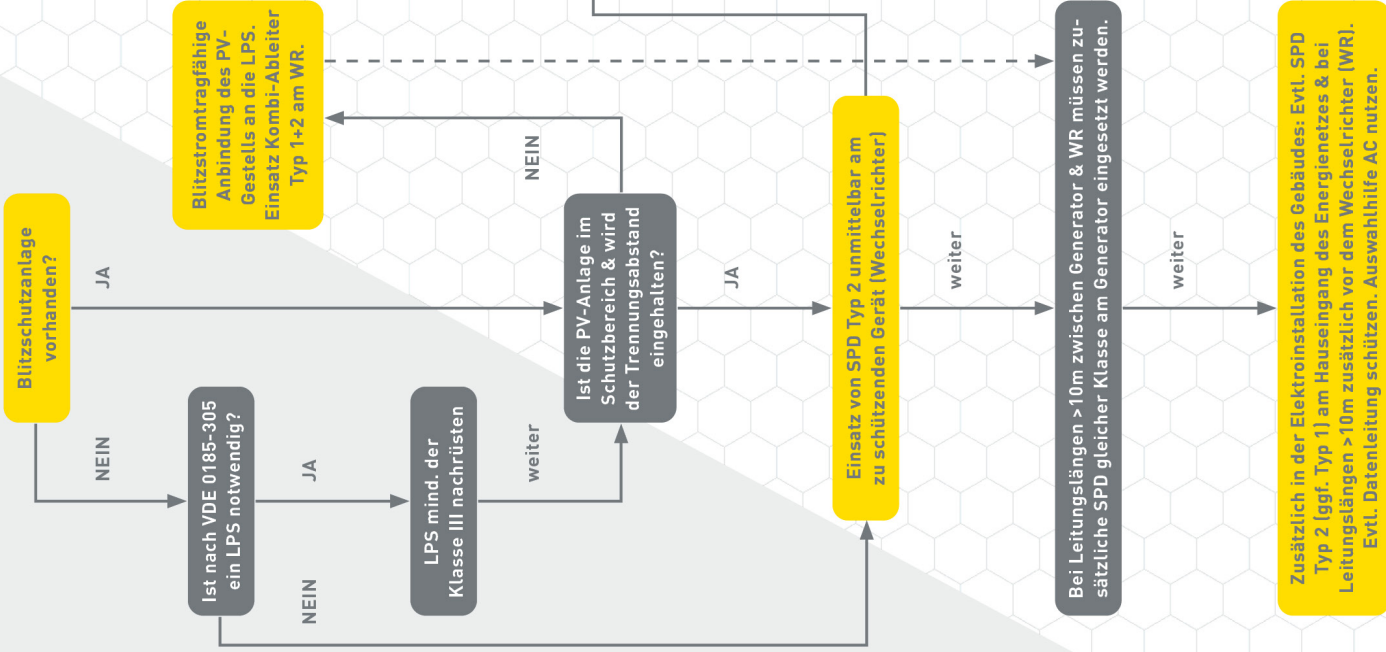 Blitzschutzanlage
vorhanden?
NEIN
JA
Ist nach VDE 0185-305
ein LPS notwendig?
NEIN
JA
LPS mind. der
Klasse III nachrüsten
weiter
Blitzstromtragfähige
Anbindung des PV-
Gestells an die LPS.
Einsatz Kombi-Ableiter
Typ 1+2 am WR.
NEIN
Ist die PV-Anlage im
Schutzbereich & wird
der Trennungsabstand
eingehalten?
JA
Einsatz von SPD Typ 2 unmittelbar am
zu schützenden Gerät (Wechselrichter)
weiter
Bei Leitungslängen >10m zwischen Generator & WR müssen zu-
sätzliche SPD gleicher Klasse am Generator eingesetzt werden.
weiter
Zusätzlich in der Elektroinstallation des Gebäudes: Evtl. SPD
Typ 2 (ggf. Typ 1) am Hauseingang des Energienetzes & bei
Leitungslängen >10m zusätzlich vor dem Wechselrichter (WR).
Evtl. Datenleitung schützen. Auswahlhilfe AC nutzen.